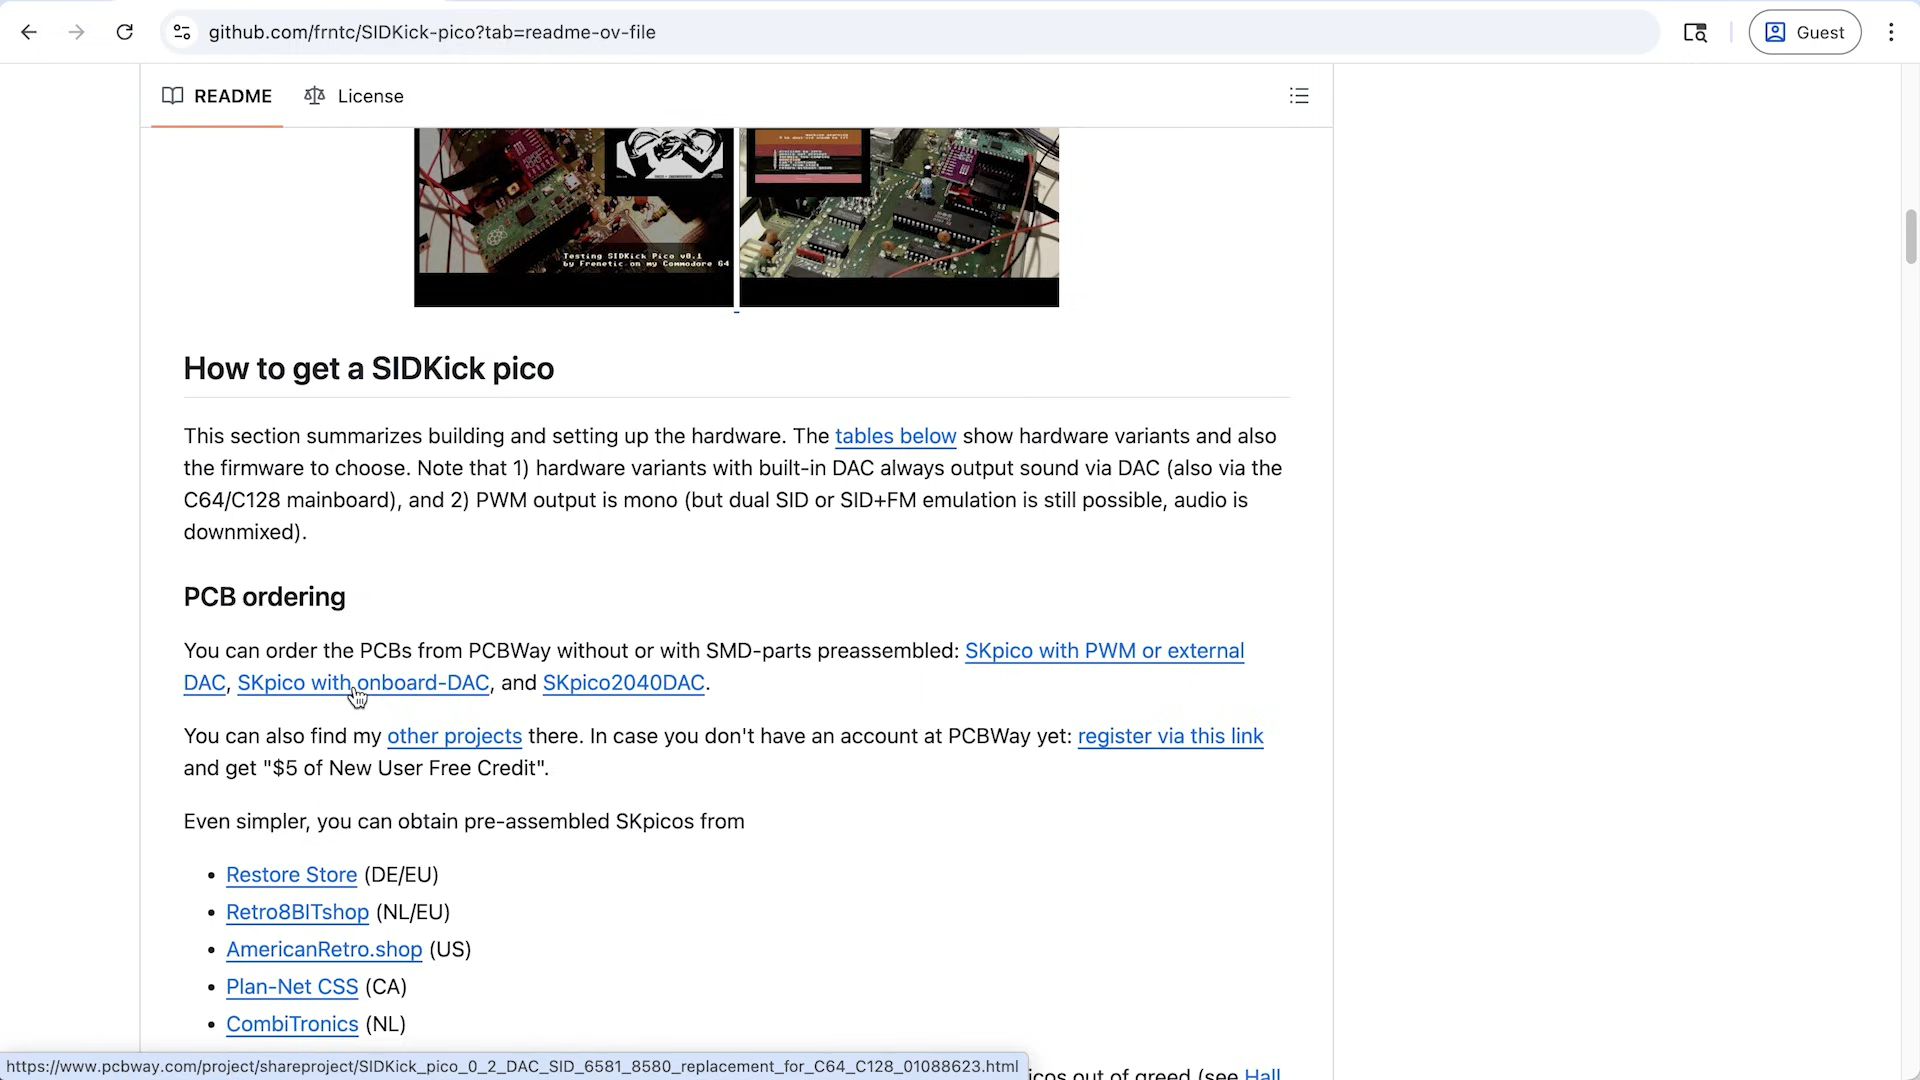 github.com/frntc/SIDKick-pico?tab=readme-ov-file
Guest
README
License
Testing SIDKick Pico v0.1
by Frenetic on my Commodore 64
How to get a SIDKick pico
This section summarizes building and setting up the hardware. The tables below show hardware variants and also
the firmware to choose. Note that 1) hardware variants with built-in DAC always output sound via DAC (also via the
C64/C128 mainboard), and 2) PWM output is mono (but dual SID or SID+FM emulation is still possible, audio is
downmixed).
PCB ordering
You can order the PCBs from PCBWay without or with SMD-parts preassembled: SKpico with PWM or external
DAC, SKpico with onboard-DAC, and SKpico2040DAC.
You can also find my other projects there. In case you don't have an account at PCBWay yet: register via this link
and get "$5 of New User Free Credit".
Even simpler, you can obtain pre-assembled SKpicos from
• Restore Store (DE/EU)
• Retro8BITshop (NL/EU)
• AmericanRetro.shop (US)
• Plan-Net CSS (CA)
• CombiTronics (NL)
icos out of greed (see Hall
https://www.pcbway.com/project/shareproject/SIDKick_pico_0_2_DAC_SID_6581_8580_replacement_for_C64_C128_01088623.html